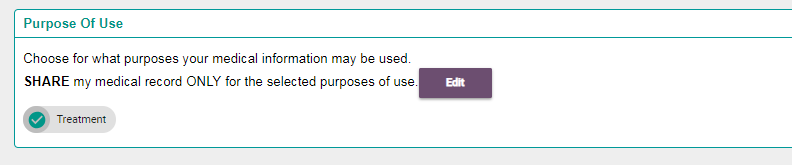 Purpose Of Use
Choose for what purposes your medical information may be used.
SHARE my medical record ONLY for the selected purposes of use. Edit
Treatment